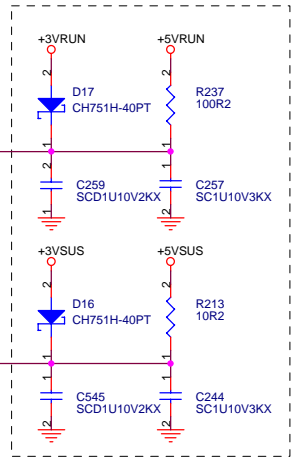 +3VRUN +5VRUN
2 2
D17 R237
CH751H-40PT 100R2
1 1
2 1
C259 C257
SCD1U10V2KX SC1U10V3KX
1 2
+3VSUS +5VSUS
2 2
D16 R213
CH751H-40PT 10R2
1 1
1 1
C545 C244
SCD1U10V2KX SC1U10V3KX
2 2